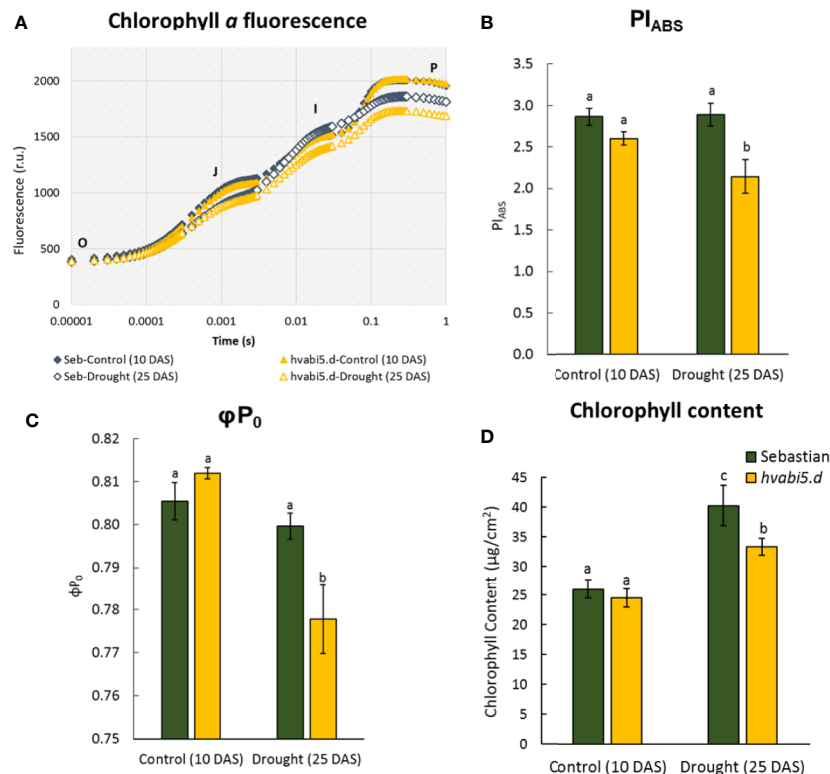 A
Chlorophyll a fluorescence
2000
1500
1000
500
0
Fluorescence (r.u.)
O
J
I
P
0.00001
0.0001
0.001
0.01
0.1
1
Time (s)
Seb-Control (10 DAS)
hvabi5.d-Control (10 DAS)
Seb-Drought (25 DAS)
hvabi5.d-Drought (25 DAS)
B
PI_ABS
3.5
3.0
2.5
2.0
1.5
1.0
0.5
0.0
PI_ABS
a
a
a
b
Control (10 DAS)
Drought (25 DAS)
C
φP₀
0.82
0.81
0.80
0.79
0.78
0.77
0.76
0.75
ϕP₀
a
a
a
b
Control (10 DAS)
Drought (25 DAS)
D
Chlorophyll content
Sebastian
hvabi5.d
45
40
35
30
25
20
15
10
5
0
Chlorophyll Content (µg/cm²)
a
a
c
b
Control (10 DAS)
Drought (25 DAS)